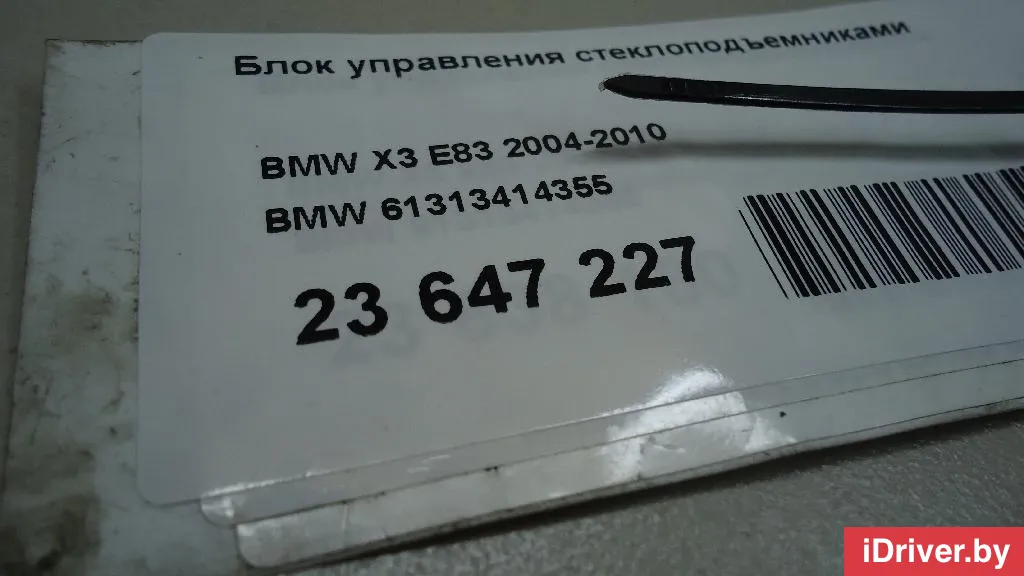 Блок управления стеклоподъемниками
BMW X3 E83 2004-2010
BMW 61313414355
23 647 227
iDriver.by